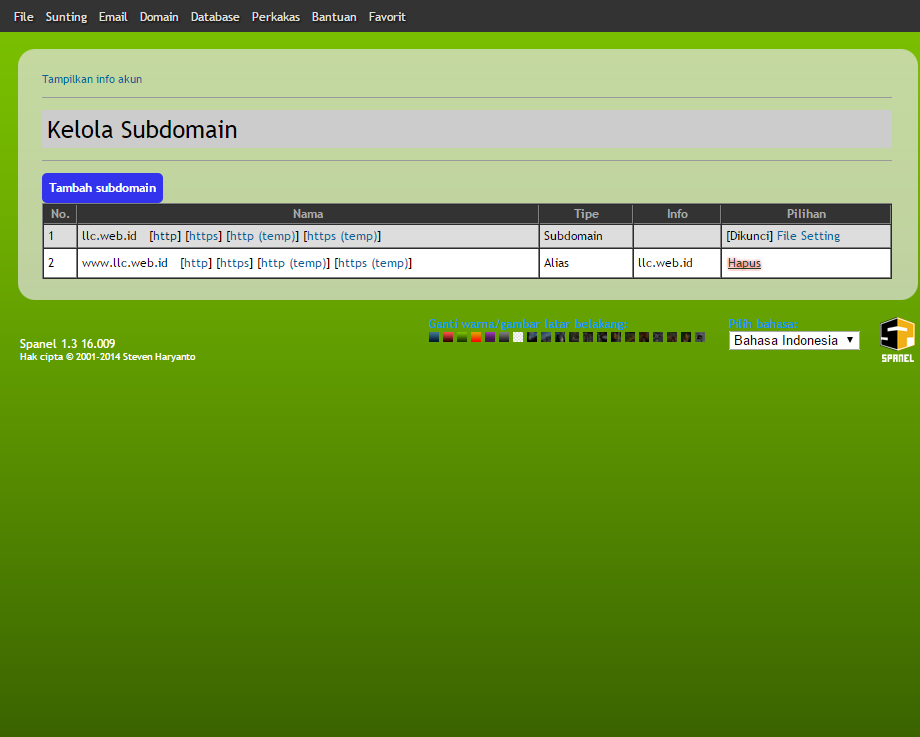 File Sunting Email Domain Database Perkakas Bantuan Favorit
Tampilkan info akun
Kelola Subdomain
Tambah subdomain
No. Nama Tipe Info Pilihan
1 llc.web.id [http] [https] [http (temp)] [https (temp)] Subdomain [Dikunci] File Setting
2 www.llc.web.id [http] [https] [http (temp)] [https (temp)] Alias llc.web.id Hapus
Ganti warna/gambar latar belakang: Pilih bahasa:
Bahasa Indonesia
Spanel 1.3 16.009
Hak cipta © 2001-2014 Steven Haryanto
SPANEL